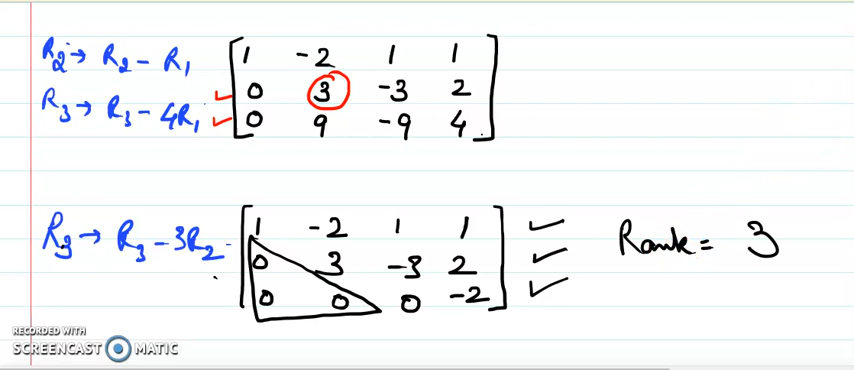 R2 → R2 - R1 [ 1 -2 1 1
R3 → R3 - 4R1 0 3 -3 2
0 9 -9 4 ]
R3 → R3 - 3R2 [ 1 -2 1 1 ✓ Rank = 3
0 3 -3 2 ✓
0 0 0 -2 ] ✓
RECORDED WITH
SCREENCAST MATIC